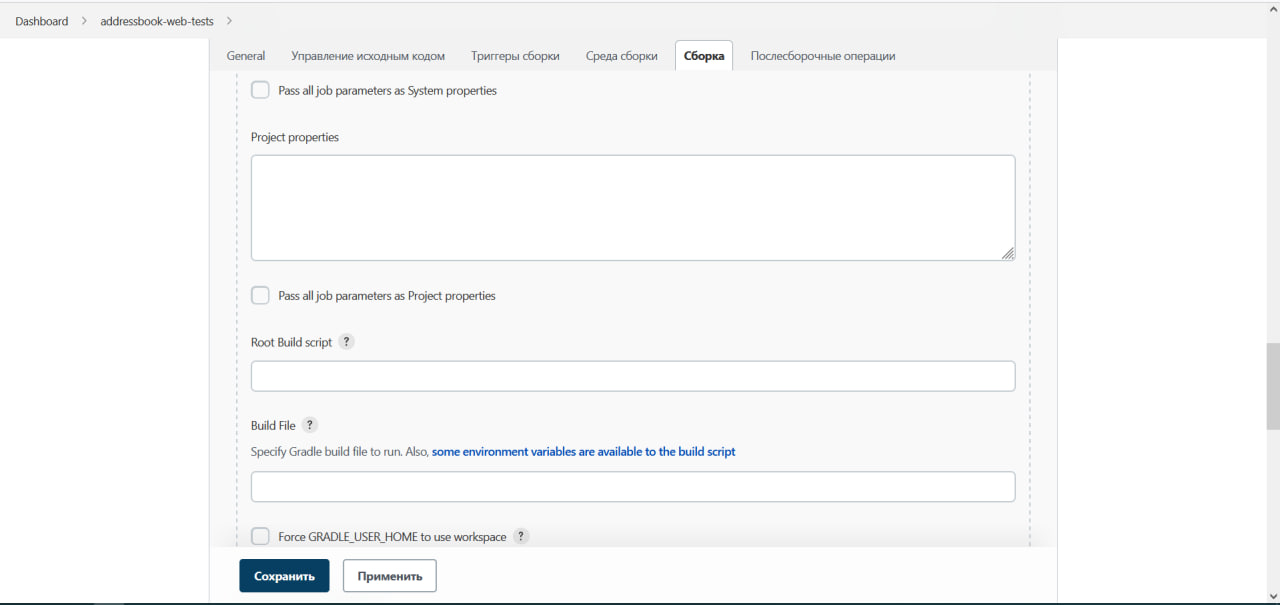 Dashboard > addressbook-web-tests >
General Управление исходным кодом Триггеры сборки Среда сборки Сборка Послесборочные операции
Pass all job parameters as System properties
Project properties
Pass all job parameters as Project properties
Root Build script ?
Build File ?
Specify Gradle build file to run. Also, some environment variables are available to the build script
Force GRADLE_USER_HOME to use workspace ?
Сохранить Применить